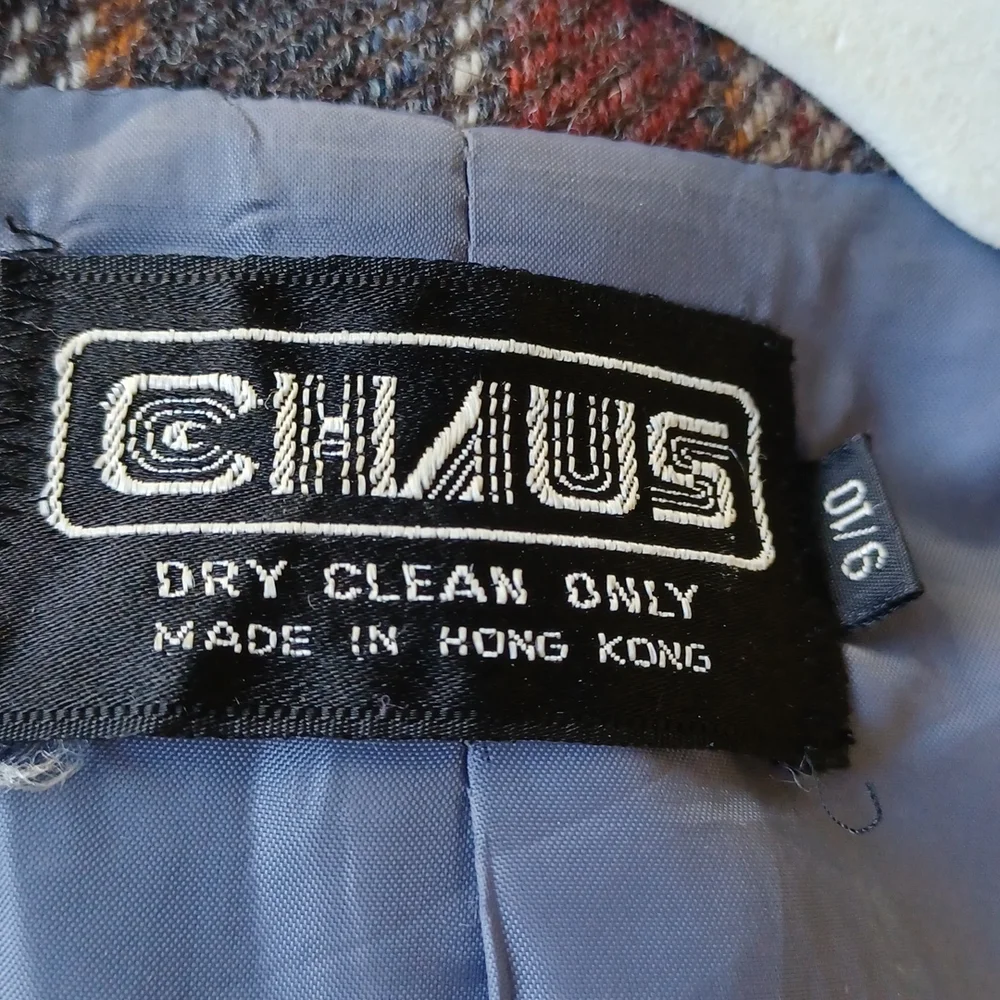 CHAUS
DRY CLEAN ONLY
MADE IN HONG KONG
9/10